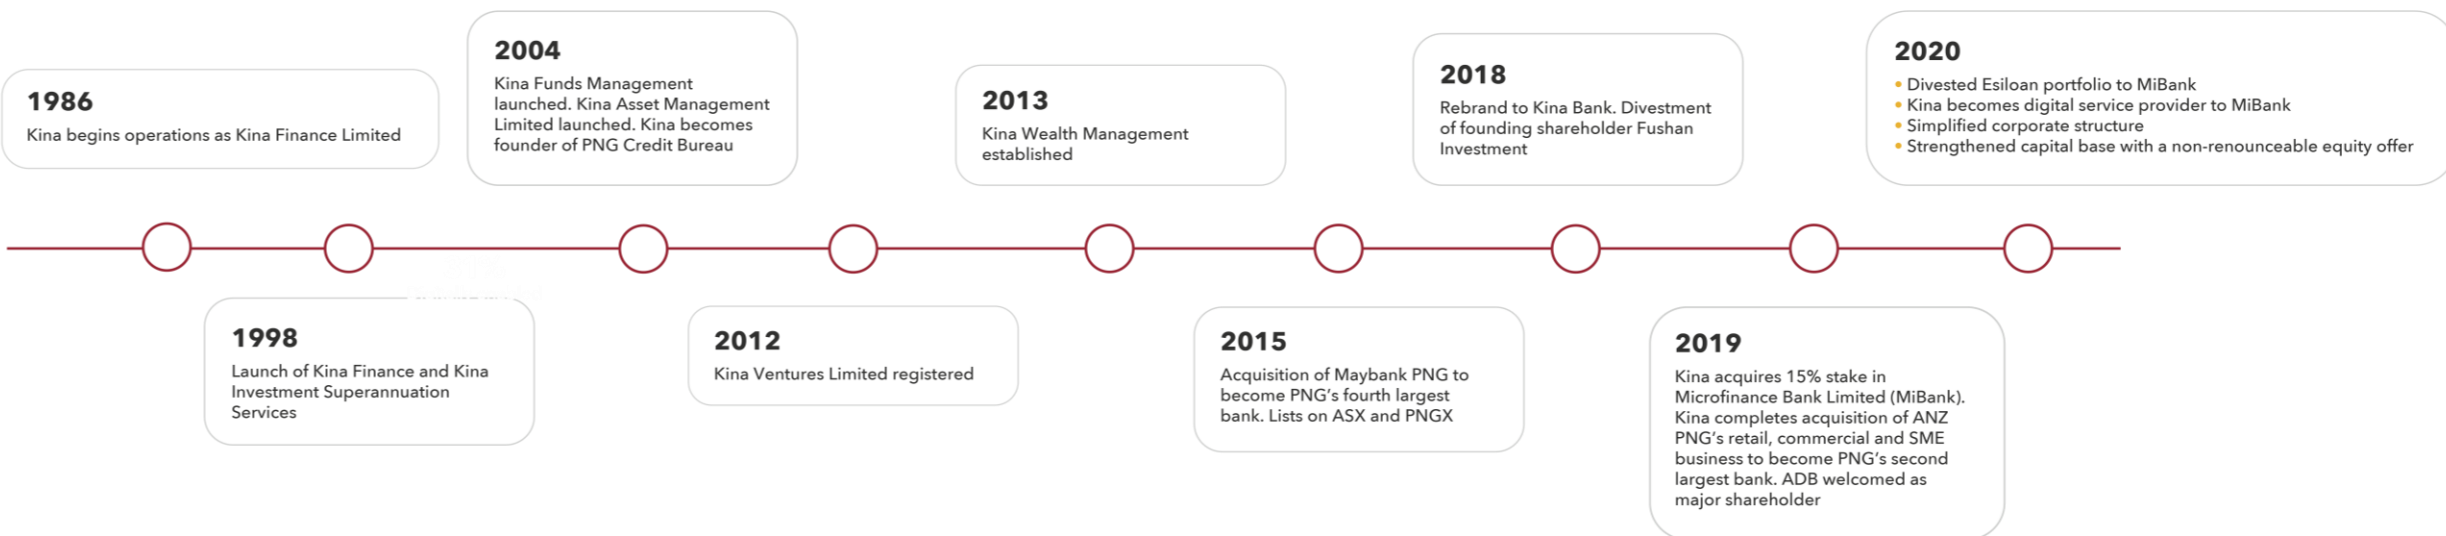 1986
Kina begins operations as Kina Finance Limited
1998
Launch of Kina Finance and Kina
Investment Superannuation
Services
2004
Kina Funds Management
launched. Kina Asset Management
Limited launched. Kina becomes
founder of PNG Credit Bureau
2012
Kina Ventures Limited registered
2013
Kina Wealth Management
established
2015
Acquisition of Maybank PNG to
become PNG’s fourth largest
bank. Lists on ASX and PNGX
2018
Rebrand to Kina Bank. Divestment
of founding shareholder Fushan
Investment
2019
Kina acquires 15% stake in
Microfinance Bank Limited (MiBank).
Kina completes acquisition of ANZ
PNG’s retail, commercial and SME
business to become PNG’s second
largest bank. ADB welcomed as
major shareholder
2020
• Divested Esiloan portfolio to MiBank
• Kina becomes digital service provider to MiBank
• Simplified corporate structure
• Strengthened capital base with a non-renounceable equity offer